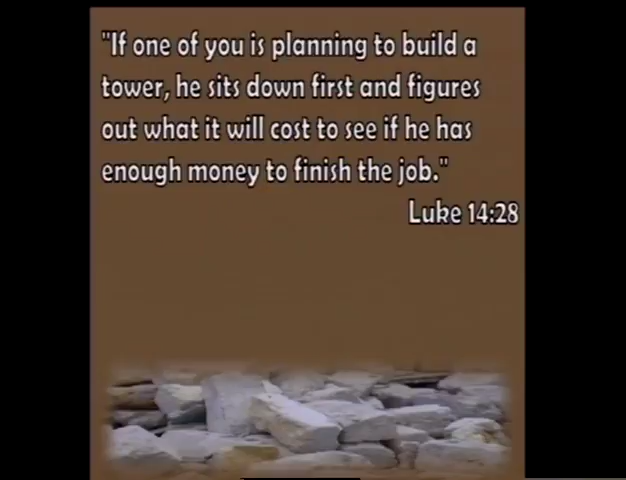 "If one of you is planning to build a
tower, he sits down first and figures
out what it will cost to see if he has
enough money to finish the job."
Luke 14:28